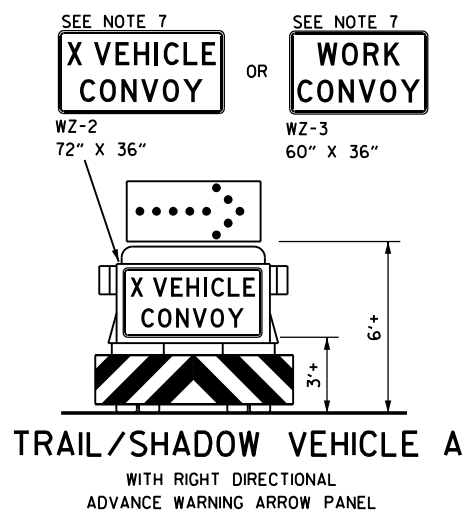 SEE NOTE 7
X VEHICLE
CONVOY
WZ-2
72" X 36"
OR
SEE NOTE 7
WORK
CONVOY
WZ-3
60" X 36"
X VEHICLE
CONVOY
3'+
6'+
TRAIL/SHADOW VEHICLE A
WITH RIGHT DIRECTIONAL
ADVANCE WARNING ARROW PANEL